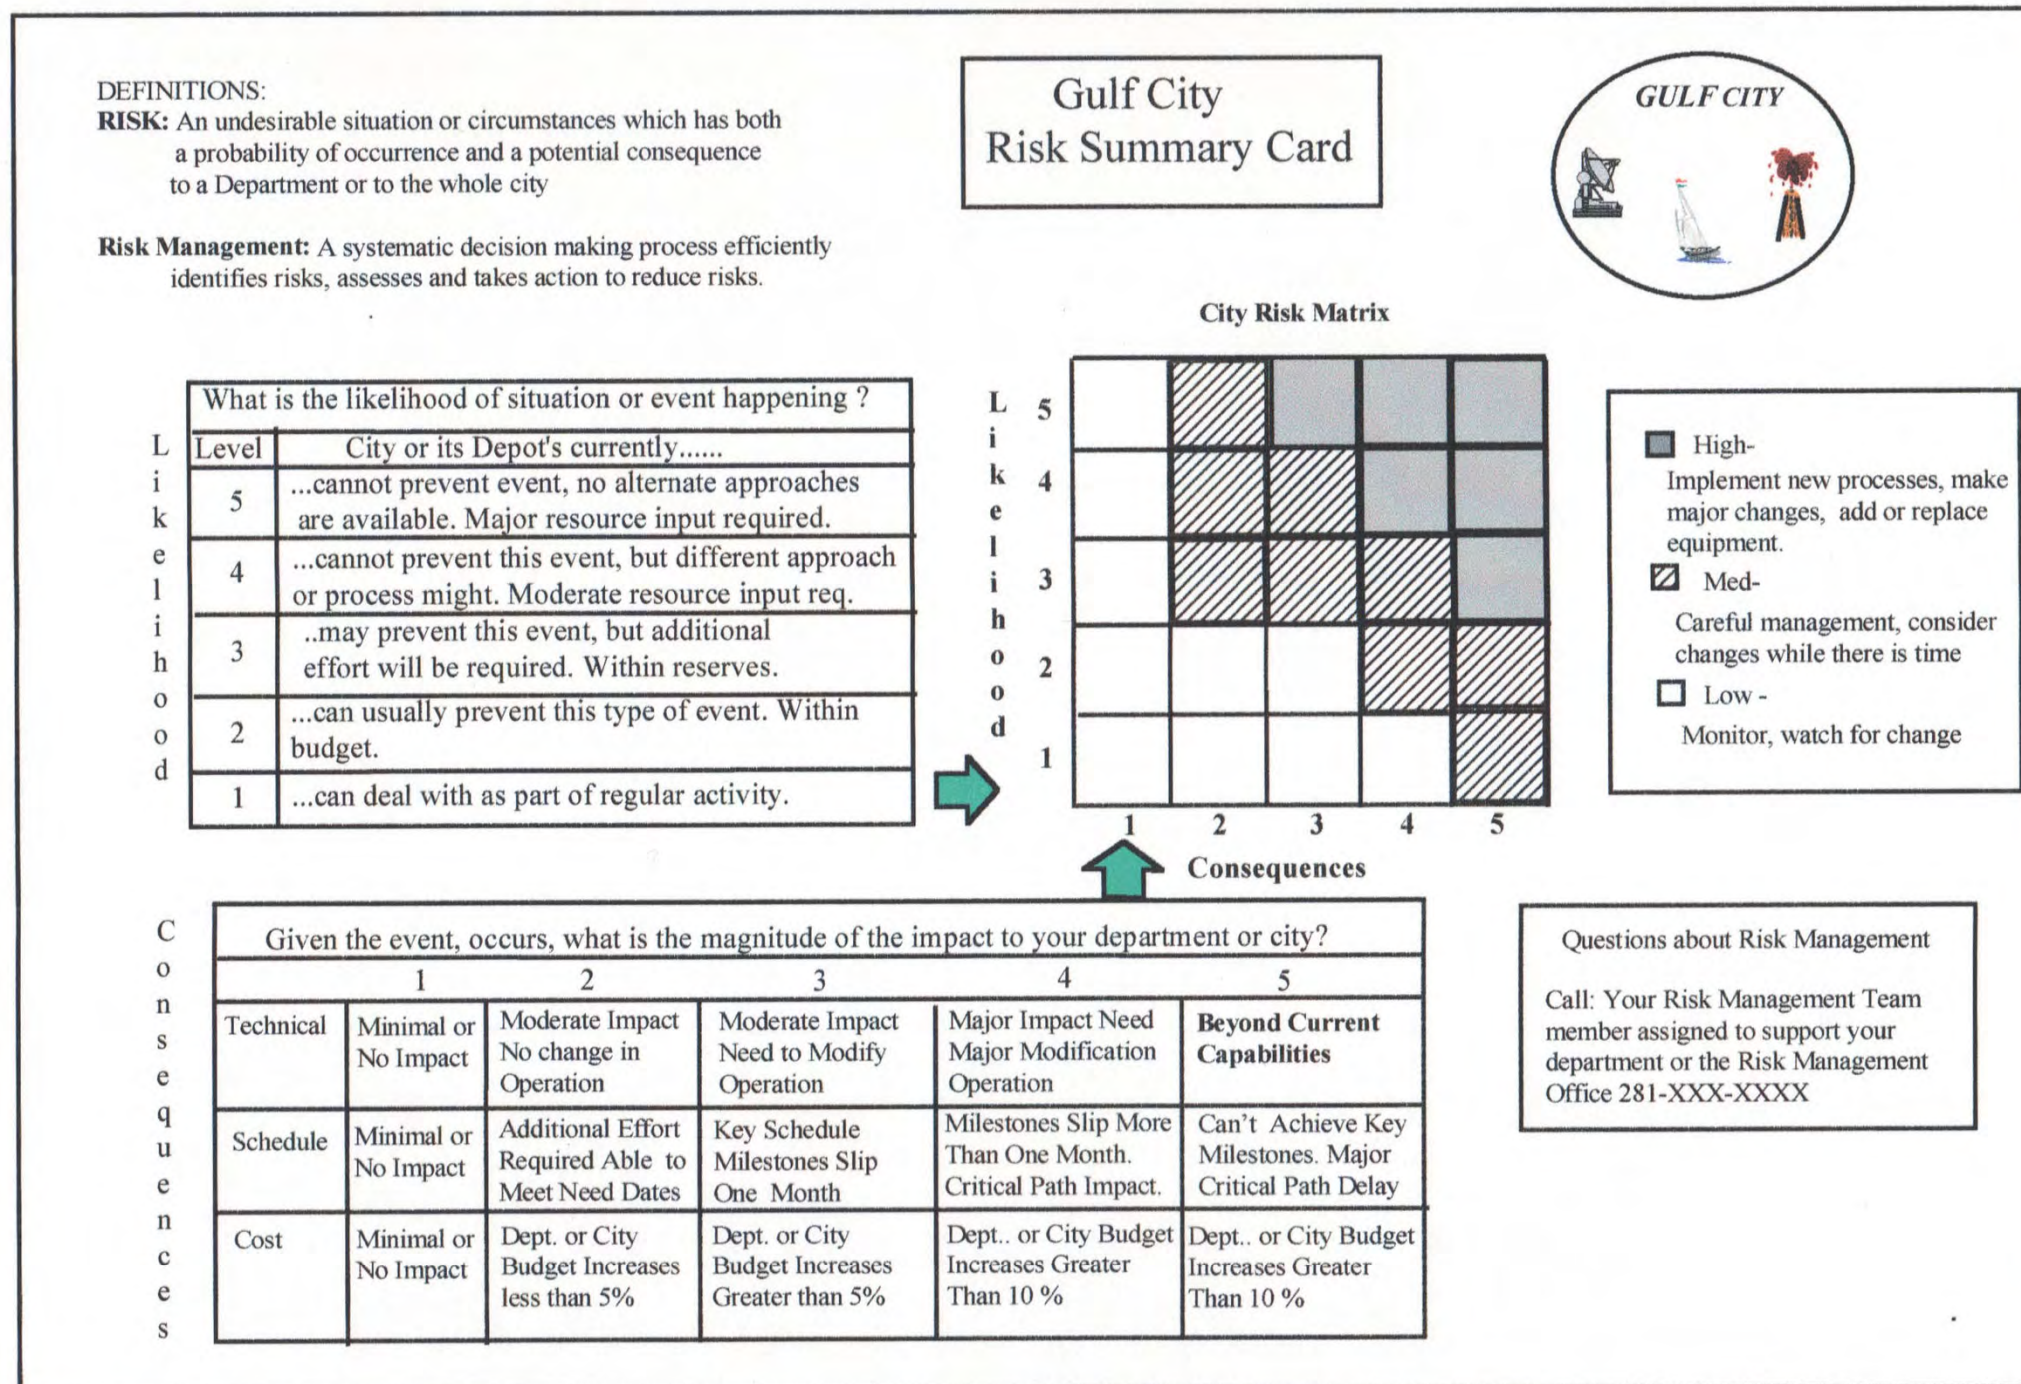 DEFINITIONS:
RISK: An undesirable situation or circumstances which has both
a probability of occurrence and a potential consequence
to a Department or to the whole city
Risk Management: A systematic decision making process efficiently
identifies risks, assesses and takes action to reduce risks.
Gulf City
Risk Summary Card
GULF CITY
Likelihood
What is the likelihood of situation or event happening ?
Level
City or its Depot's currently......
5
...cannot prevent event, no alternate approaches
are available. Major resource input required.
4
...cannot prevent this event, but different approach
or process might. Moderate resource input req.
3
..may prevent this event, but additional
effort will be required. Within reserves.
2
...can usually prevent this type of event. Within
budget.
1
...can deal with as part of regular activity.
City Risk Matrix
Likelihood
5
4
3
2
1
1 2 3 4 5
Consequences
High-
Implement new processes, make
major changes, add or replace
equipment.
Med-
Careful management, consider
changes while there is time
Low -
Monitor, watch for change
Consequences
Given the event, occurs, what is the magnitude of the impact to your department or city?
1 2 3 4 5
Technical
Minimal or
No Impact
Moderate Impact
No change in
Operation
Moderate Impact
Need to Modify
Operation
Major Impact Need
Major Modification
Operation
Beyond Current
Capabilities
Schedule
Minimal or
No Impact
Additional Effort
Required Able to
Meet Need Dates
Key Schedule
Milestones Slip
One Month
Milestones Slip More
Than One Month.
Critical Path Impact.
Can't Achieve Key
Milestones. Major
Critical Path Delay
Cost
Minimal or
No Impact
Dept. or City
Budget Increases
less than 5%
Dept. or City
Budget Increases
Greater than 5%
Dept.. or City Budget
Increases Greater
Than 10 %
Dept.. or City Budget
Increases Greater
Than 10 %
Questions about Risk Management
Call: Your Risk Management Team
member assigned to support your
department or the Risk Management
Office 281-XXX-XXXX